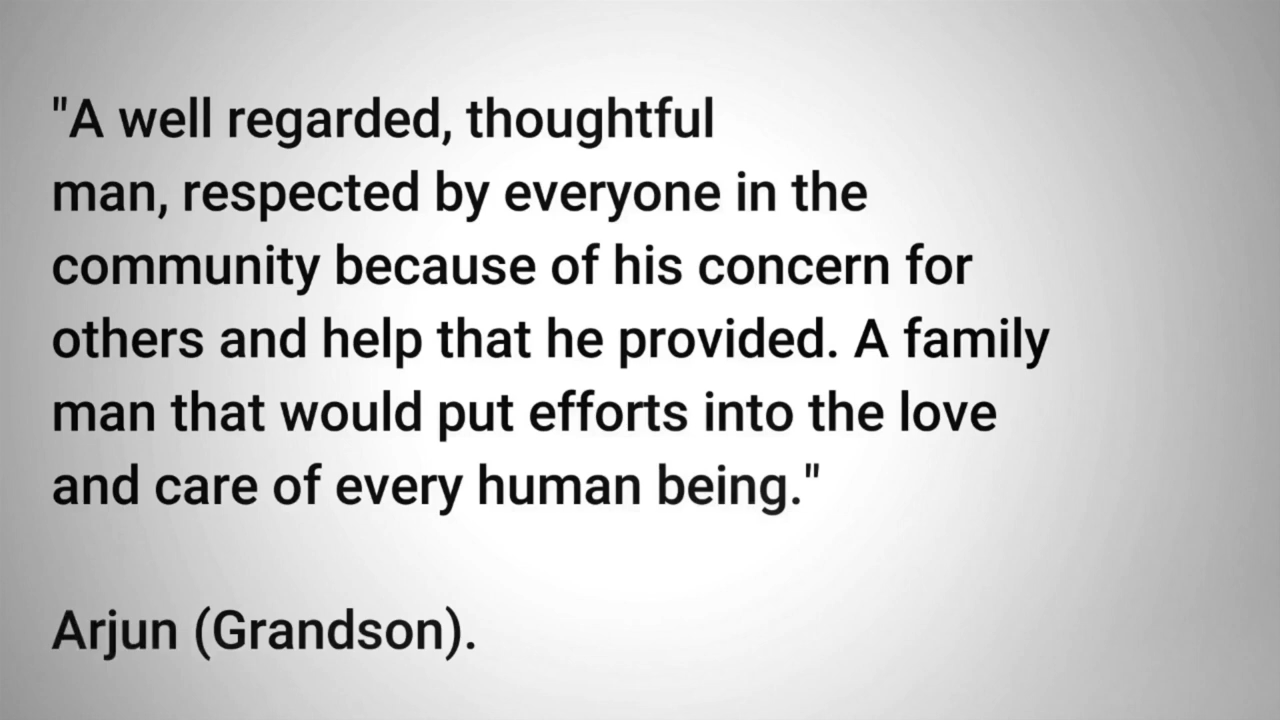 "A well regarded, thoughtful
man, respected by everyone in the
community because of his concern for
others and help that he provided. A family
man that would put efforts into the love
and care of every human being."
Arjun (Grandson).